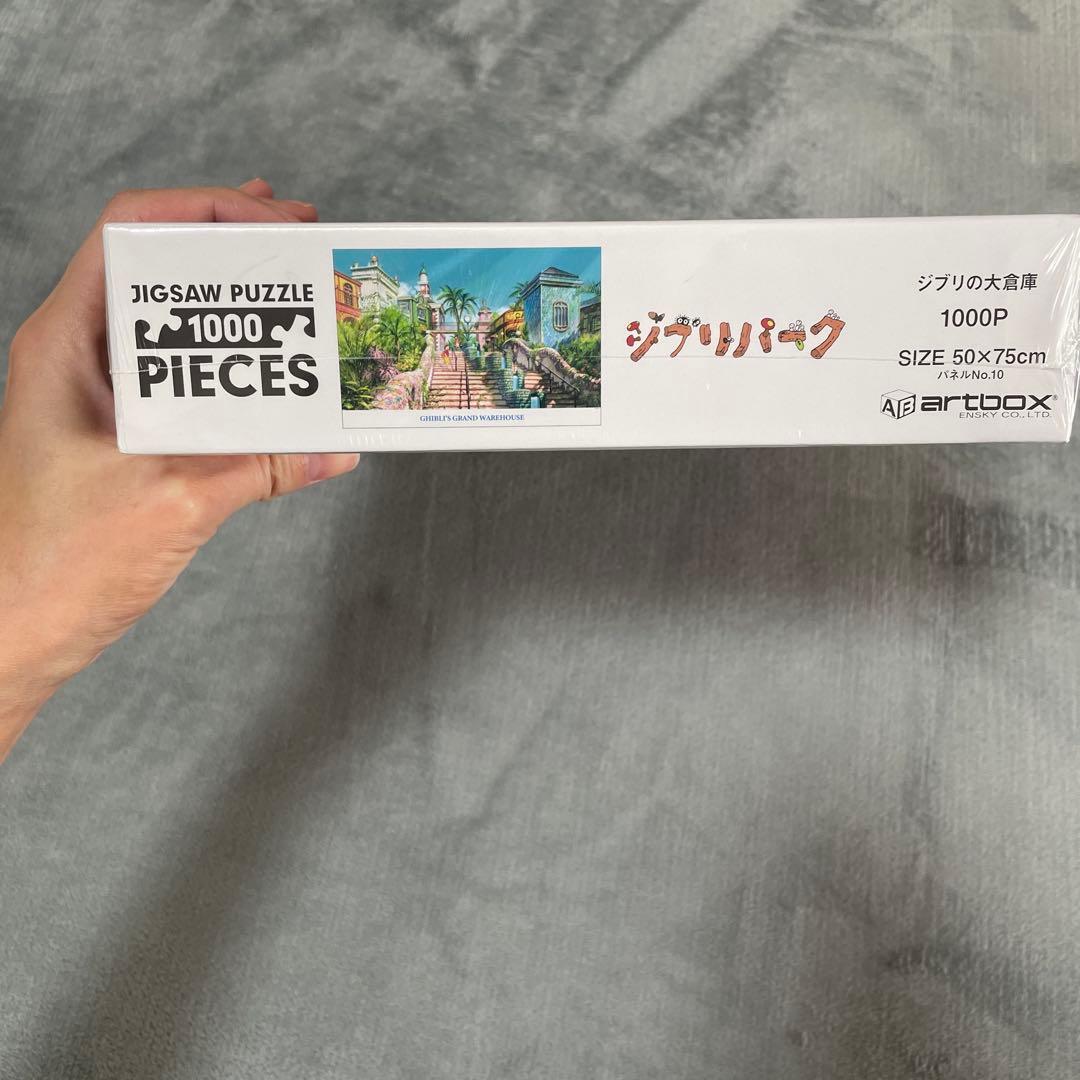 JIGSAW PUZZLE
1000
PIECES
GHIBLI'S GRAND WAREHOUSE
ジブリパーク
ジブリの大倉庫
1000P
SIZE 50×75cm
パネルNo.10
AB artbox®
ENSKY CO., LTD.